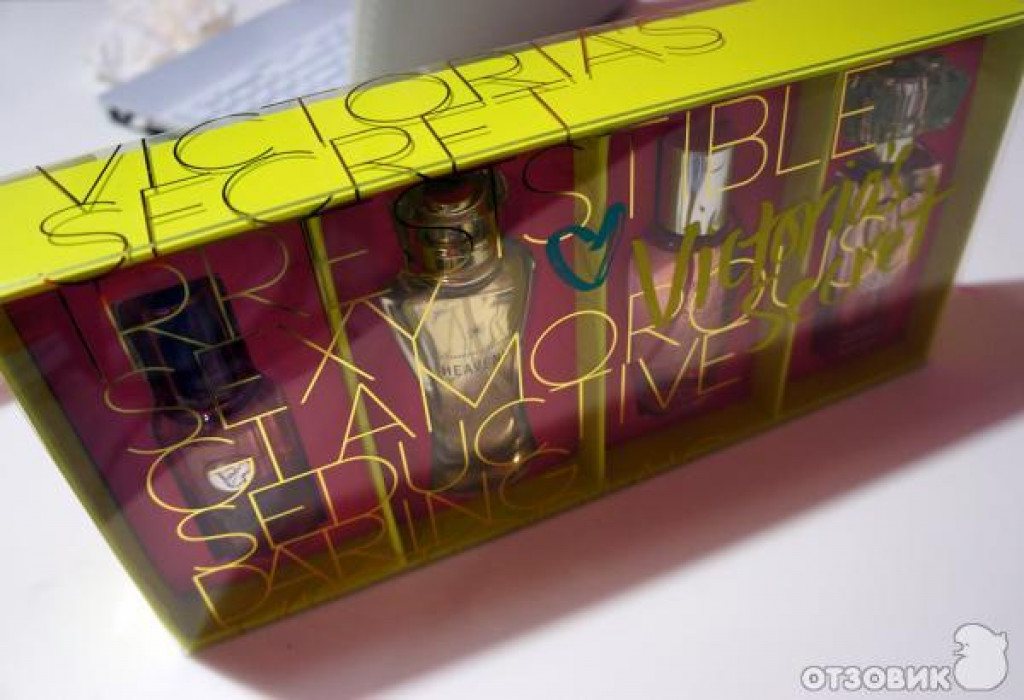 VICTORIA'S
SECRET
IRRESISTIBLE
SEXY
GLAMOROUS
SEDUCTIVE
DARING
Victoria's
Secret
HEAVENLY
ОТЗОВИК